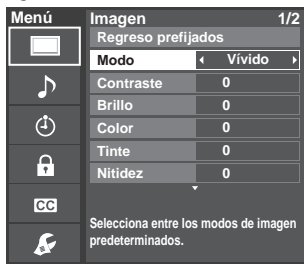 Menú
Imagen 1/2
Regreso prefijados
Modo Vívido
Contraste 0
Brillo 0
Color 0
Tinte 0
Nitidez 0
CC
Selecciona entre los modos de imagen
predeterminados.